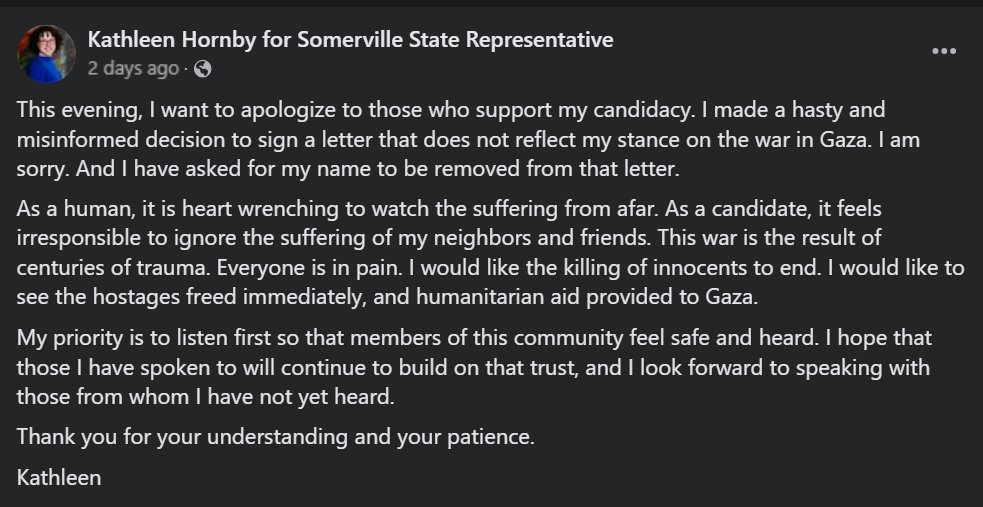 Kathleen Hornby for Somerville State Representative
2 days ago ·
This evening, I want to apologize to those who support my candidacy. I made a hasty and
misinformed decision to sign a letter that does not reflect my stance on the war in Gaza. I am
sorry. And I have asked for my name to be removed from that letter.
As a human, it is heart wrenching to watch the suffering from afar. As a candidate, it feels
irresponsible to ignore the suffering of my neighbors and friends. This war is the result of
centuries of trauma. Everyone is in pain. I would like the killing of innocents to end. I would like to
see the hostages freed immediately, and humanitarian aid provided to Gaza.
My priority is to listen first so that members of this community feel safe and heard. I hope that
those I have spoken to will continue to build on that trust, and I look forward to speaking with
those from whom I have not yet heard.
Thank you for your understanding and your patience.
Kathleen